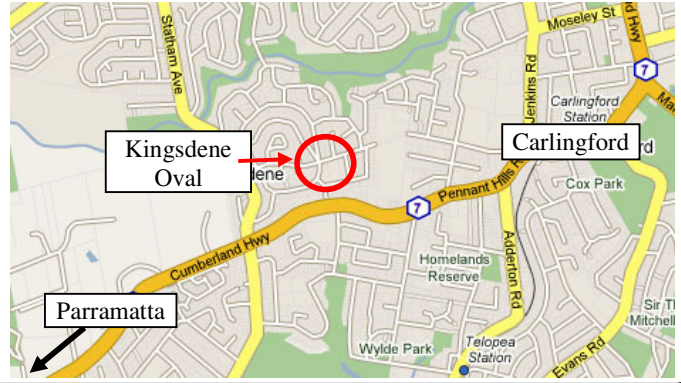 Moseley St
Statham Ave
Hwy
7
Jenkins Rd
Carlingford
Station
Kingsdene
Oval
Carlingford
rd
dene
Pennant Hills
Cox Park
7
Cumberland Hwy
Adderton Rd
Homelands
Reserve
Parramatta
Sir
Mitchell
Wylde Park
Telopea
Station
Evans Rd